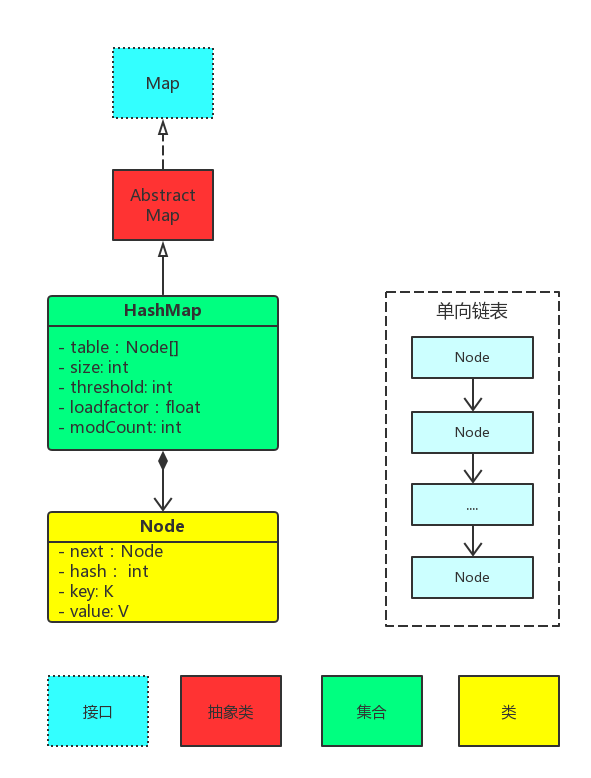 Map
Abstract
Map
HashMap
- table：Node[]
- size: int
- threshold: int
- loadfactor：float
- modCount: int
Node
- next：Node
- hash： int
- key: K
- value: V
单向链表
Node
Node
....
Node
接口
抽象类
集合
类